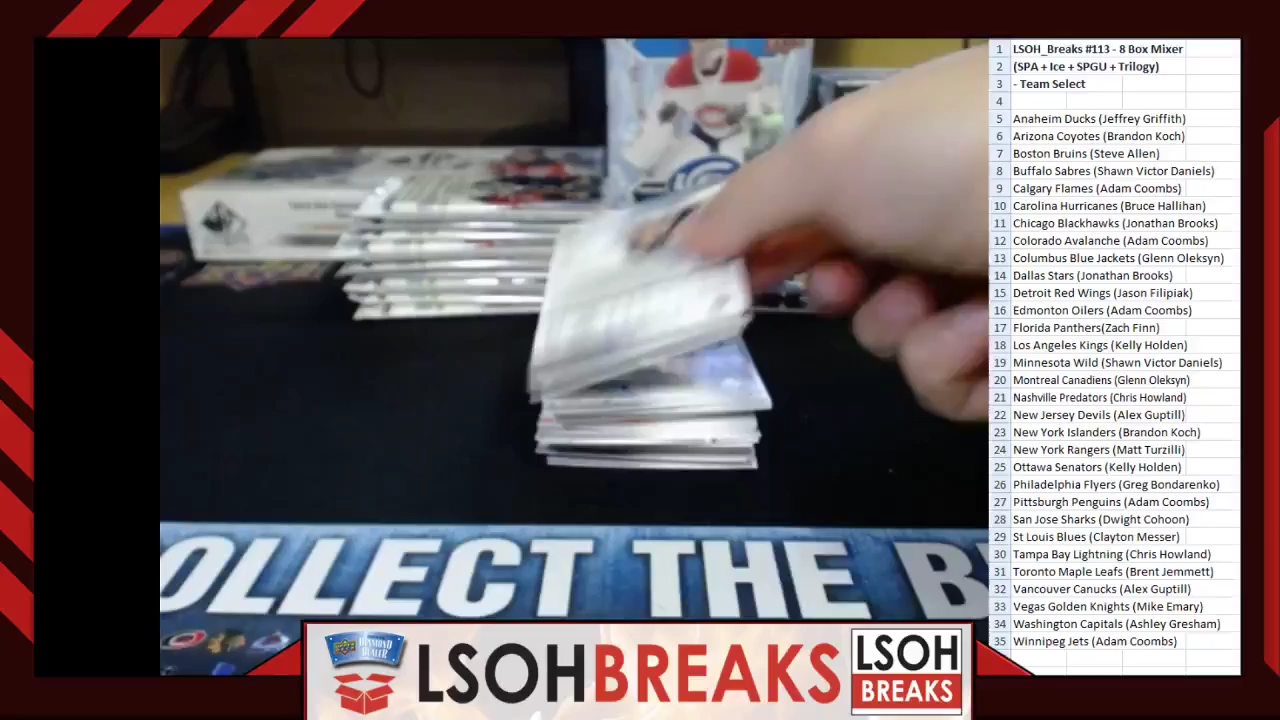 1 LSOH_Breaks #113 - 8 Box Mixer
2 (SPA + Ice + SPGU + Trilogy)
3 - Team Select
4
5 Anaheim Ducks (Jeffrey Griffith)
6 Arizona Coyotes (Brandon Koch)
7 Boston Bruins (Steve Allen)
8 Buffalo Sabres (Shawn Victor Daniels)
9 Calgary Flames (Adam Coombs)
10 Carolina Hurricanes (Bruce Hallihan)
11 Chicago Blackhawks (Jonathan Brooks)
12 Colorado Avalanche (Adam Coombs)
13 Columbus Blue Jackets (Glenn Oleksyn)
14 Dallas Stars (Jonathan Brooks)
15 Detroit Red Wings (Jason Filipiak)
16 Edmonton Oilers (Adam Coombs)
17 Florida Panthers(Zach Finn)
18 Los Angeles Kings (Kelly Holden)
19 Minnesota Wild (Shawn Victor Daniels)
20 Montreal Canadiens (Glenn Oleksyn)
21 Nashville Predators (Chris Howland)
22 New Jersey Devils (Alex Guptill)
23 New York Islanders (Brandon Koch)
24 New York Rangers (Matt Turzilli)
25 Ottawa Senators (Kelly Holden)
26 Philadelphia Flyers (Greg Bondarenko)
27 Pittsburgh Penguins (Adam Coombs)
28 San Jose Sharks (Dwight Cohoon)
29 St Louis Blues (Clayton Messer)
30 Tampa Bay Lightning (Chris Howland)
31 Toronto Maple Leafs (Brent Jemmett)
32 Vancouver Canucks (Alex Guptill)
33 Vegas Golden Knights (Mike Emary)
34 Washington Capitals (Ashley Gresham)
35 Winnipeg Jets (Adam Coombs)
OLLECT THE B
DIAMOND
DEALER
LSOHBREAKS
LSOH
BREAKS